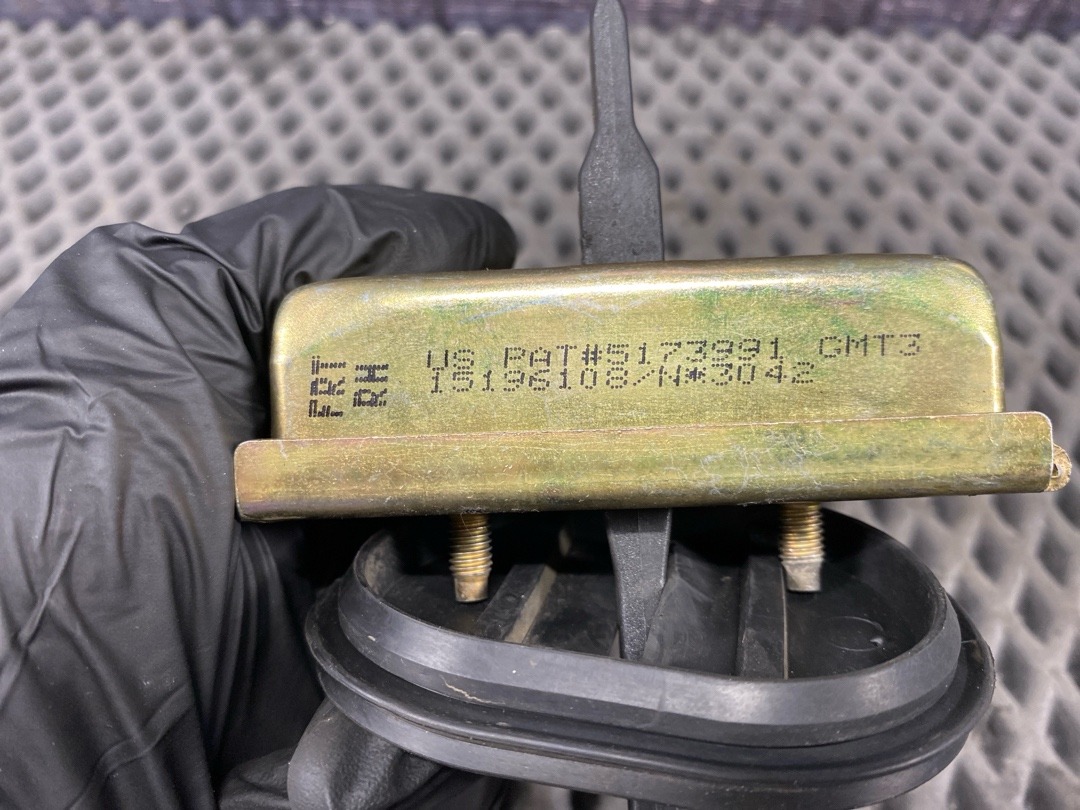 FRT
RH
US PAT#5173991 GMT3
15196108/N*3042